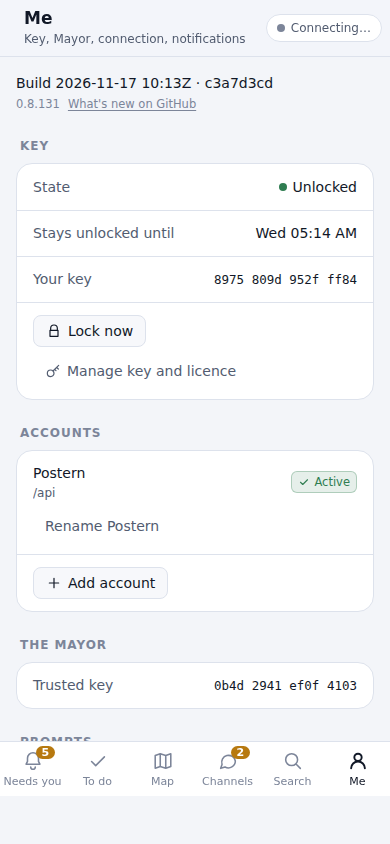 Me
Key, Mayor, connection, notifications
Connecting…
Build 2026-11-17 10:13Z · c3a7d3cd
0.8.131 What's new on GitHub
KEY
State Unlocked
Stays unlocked until Wed 05:14 AM
Your key 8975 809d 952f ff84
Lock now
Manage key and licence
ACCOUNTS
Postern
/api
Active
Rename Postern
Add account
THE MAYOR
Trusted key 0b4d 2941 ef0f 4103
PROMPTS
5 2
Needs you To do Map Channels Search Me